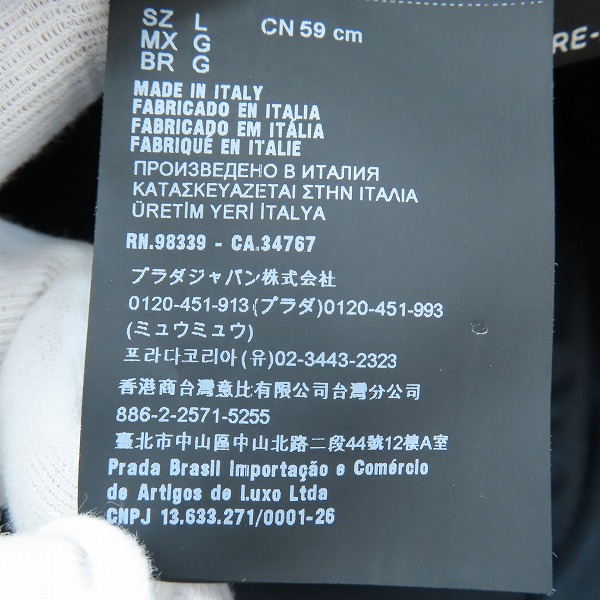 SZ L CN 59 cm
MX G
BR G
MADE IN ITALY
FABRICADO EN ITALIA
FABRICADO EM ITÁLIA
FABRIQUÉ EN ITALIE
ПРОИЗВЕДЕНО В ИТАЛИЯ
ΚΑΤΑΣΚΕΥΑΖΕΤΑΙ ΣΤΗΝ ΙΤΑΛΙΑ
ÜRETİM YERİ İTALYA
RN.98339 - CA.34767
プラダジャパン株式会社
0120-451-913(プラダ)0120-451-993
(ミュウミュウ)
프라다코리아(유)02-3443-2323
香港商台灣意比有限公司台灣分公司
886-2-2571-5255
臺北市中山區中山北路二段44號12樓A室
Prada Brasil Importação e Comércio
de Artigos de Luxo Ltda
CNPJ 13.633.271/0001-26
RE-